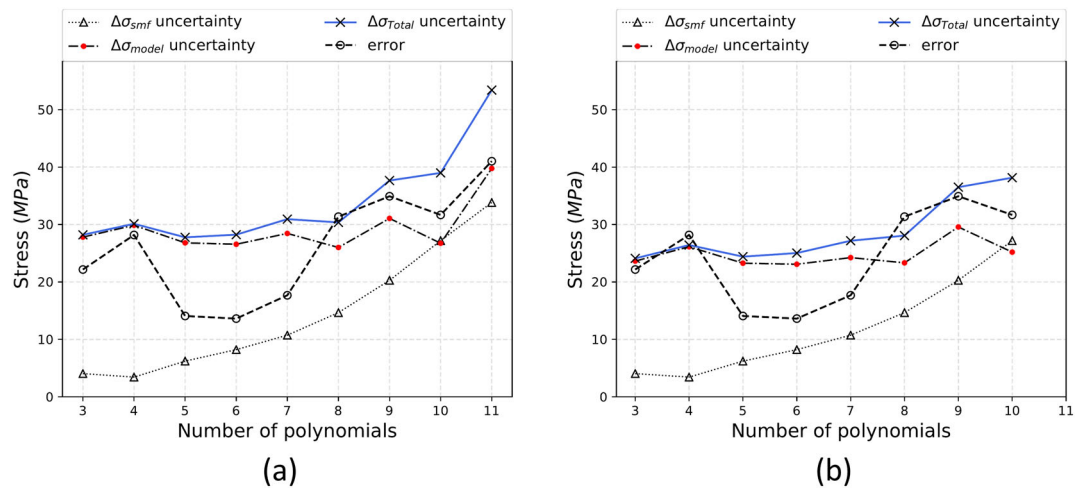 Δσsmf uncertainty ΔσTotal uncertainty
Δσmodel uncertainty error
50
40
30
20
10
0
Stress (MPa)
3 4 5 6 7 8 9 10 11
Number of polynomials
(a)
Δσsmf uncertainty ΔσTotal uncertainty
Δσmodel uncertainty error
50
40
30
20
10
0
Stress (MPa)
3 4 5 6 7 8 9 10 11
Number of polynomials
(b)